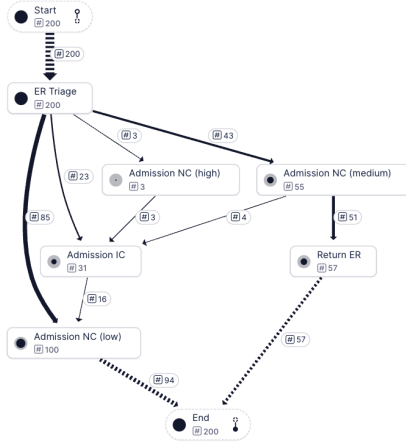 Start
# 200
# 200
ER Triage
# 200
# 3
# 43
# 23
Admission NC (high)
# 3
Admission NC (medium)
# 55
# 85
# 3
# 4
# 51
Admission IC
# 31
Return ER
# 57
# 16
Admission NC (low)
# 100
# 57
# 94
End
# 200